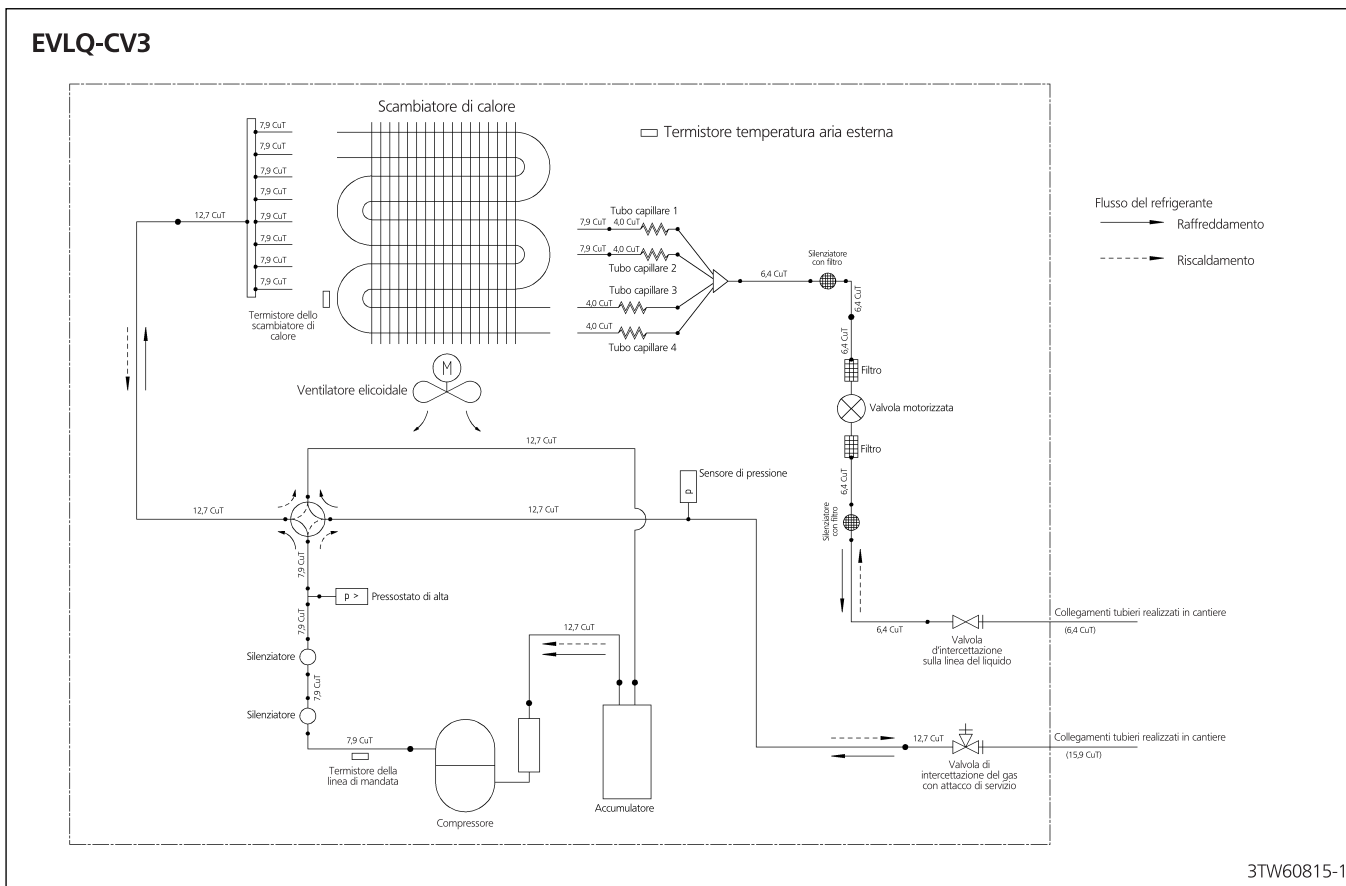 EVLQ-CV3
Scambiatore di calore
Termistore temperatura aria esterna
7,9 CuT
7,9 CuT
7,9 CuT
7,9 CuT
7,9 CuT
7,9 CuT
7,9 CuT
7,9 CuT
12,7 CuT
Termistore dello
scambiatore di
calore
Tubo capillare 1
7,9 CuT
4,0 CuT
7,9 CuT
4,0 CuT
Tubo capillare 2
Tubo capillare 3
4,0 CuT
4,0 CuT
Tubo capillare 4
6,4 CuT
Silenziatore
con filtro
6,4 CuT
6,4 CuT
Filtro
Valvola motorizzata
Filtro
6,4 CuT
Silenziatore
con filtro
Flusso del refrigerante
Raffreddamento
Riscaldamento
M
Ventilatore elicoidale
12,7 CuT
Sensore di pressione
p
12,7 CuT
12,7 CuT
7,9 CuT
p >
Pressostato di alta
7,9 CuT
Silenziatore
7,9 CuT
Silenziatore
7,9 CuT
Termistore della
linea di mandata
Compressore
12,7 CuT
Accumulatore
6,4 CuT
Valvola
d'intercettazione
sulla linea del liquido
Collegamenti tubieri realizzati in cantiere
(6,4 CuT)
12,7 CuT
Valvola di
intercettazione del gas
con attacco di servizio
Collegamenti tubieri realizzati in cantiere
(15,9 CuT)
3TW60815-1